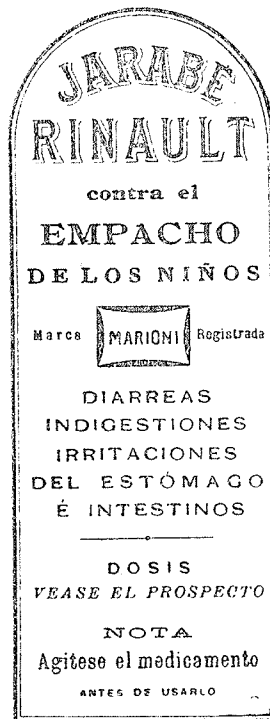 JARABE
RINAULT
contra el
EMPACHO
DE LOS NIÑOS
Marca MARIONI Registrada
DIARREAS
INDIGESTIONES
IRRITACIONES
DEL ESTÓMAGO
É INTESTINOS
DOSIS
VEASE EL PROSPECTO
NOTA
Agitese el medicamento
ANTES DE USARLO